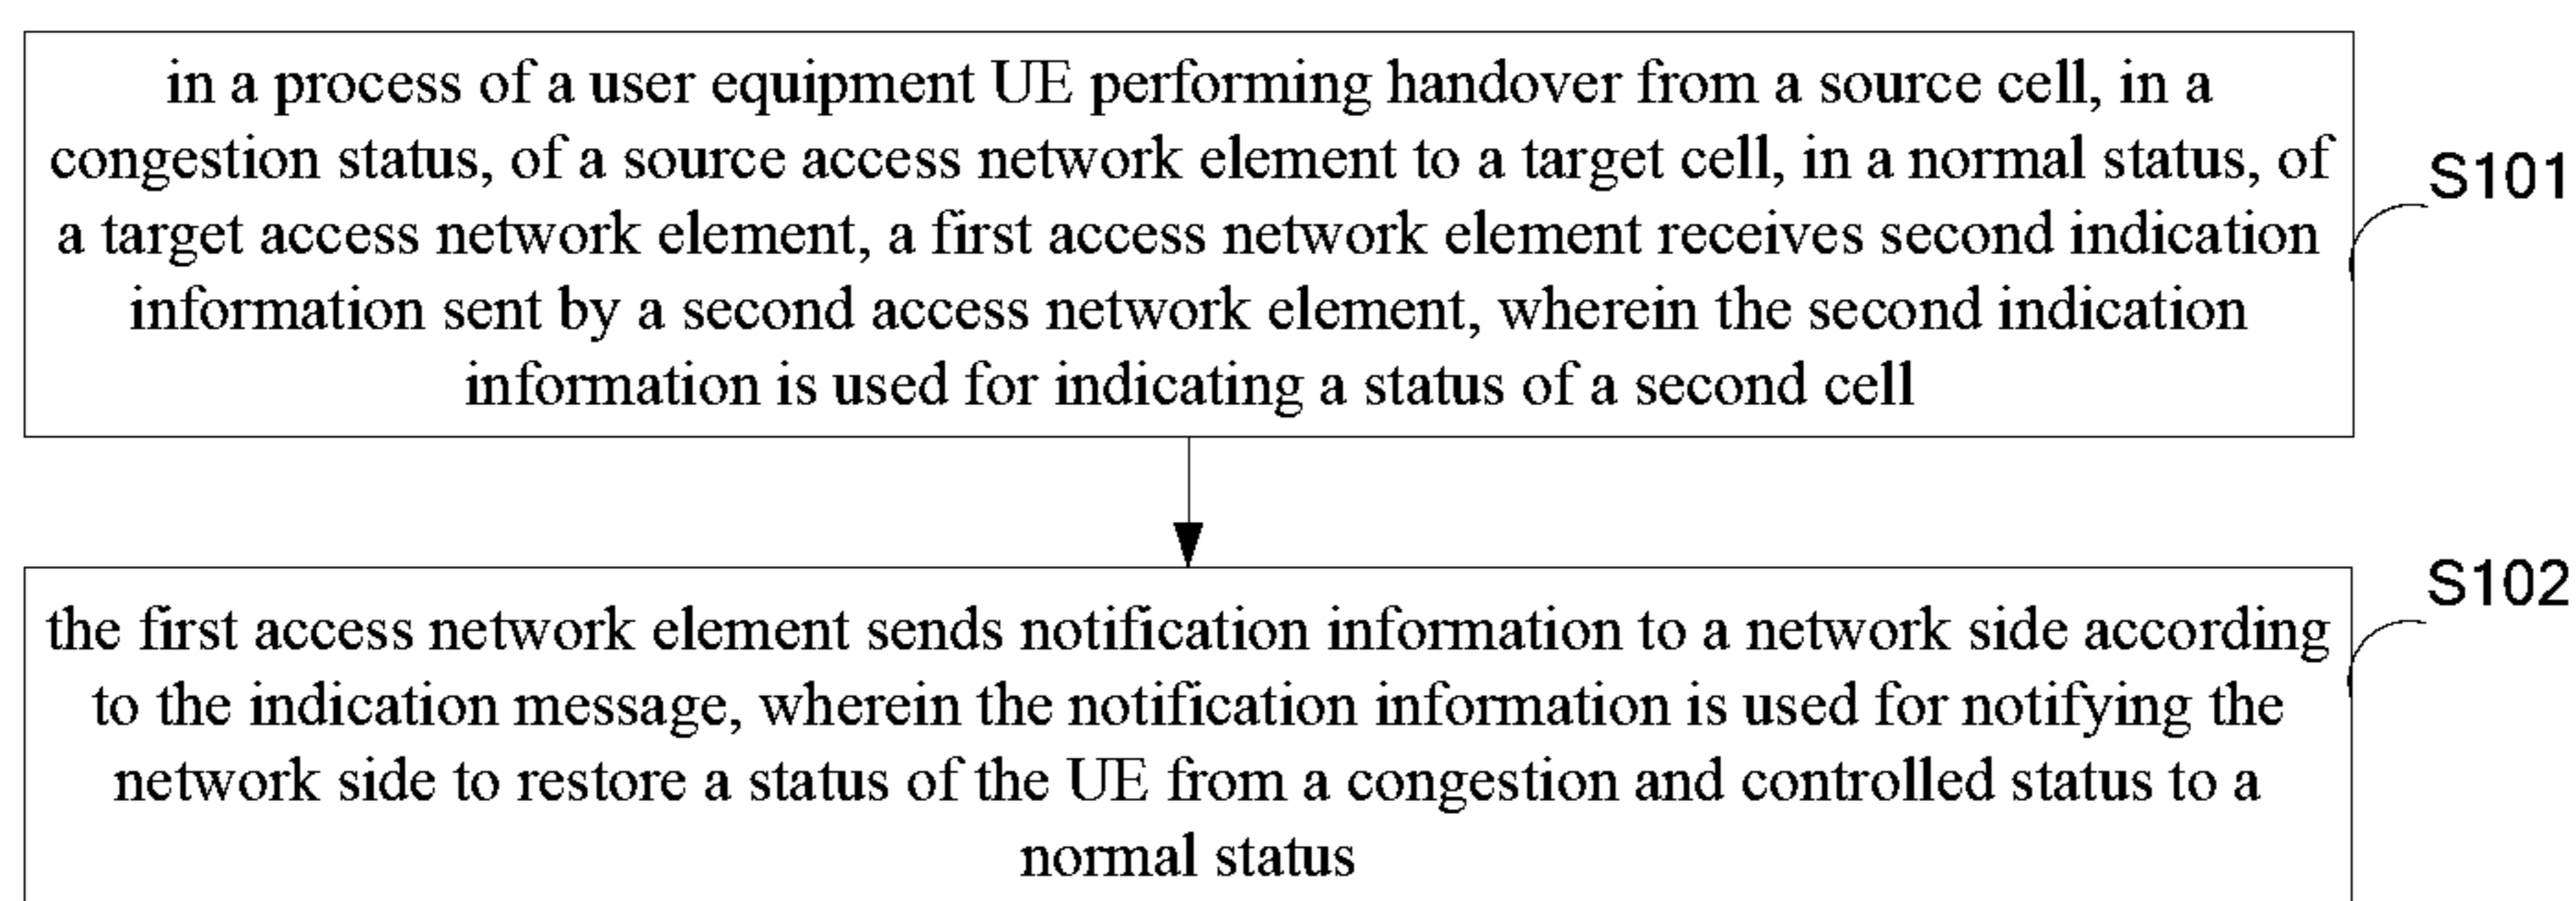 in a process of a user equipment UE performing handover from a source cell, in a
congestion status, of a source access network element to a target cell, in a normal status, of
a target access network element, a first access network element receives second indication
information sent by a second access network element, wherein the second indication
information is used for indicating a status of a second cell
S101
the first access network element sends notification information to a network side according
to the indication message, wherein the notification information is used for notifying the
network side to restore a status of the UE from a congestion and controlled status to a
normal status
S102